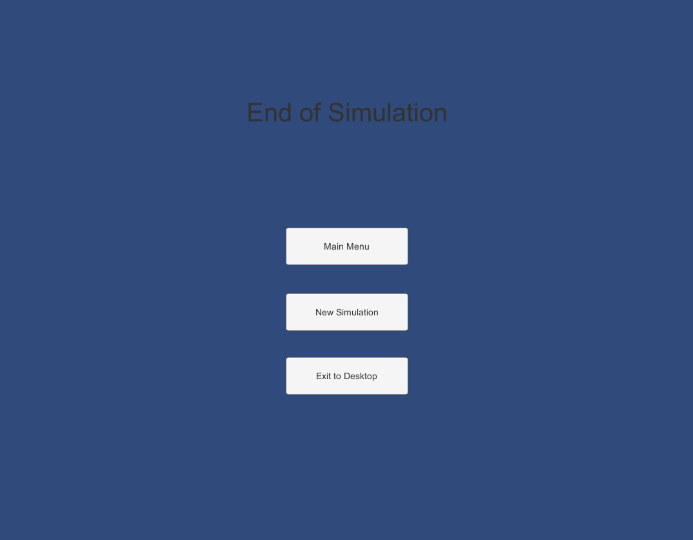 End of Simulation
Main Menu
New Simulation
Exit to Desktop